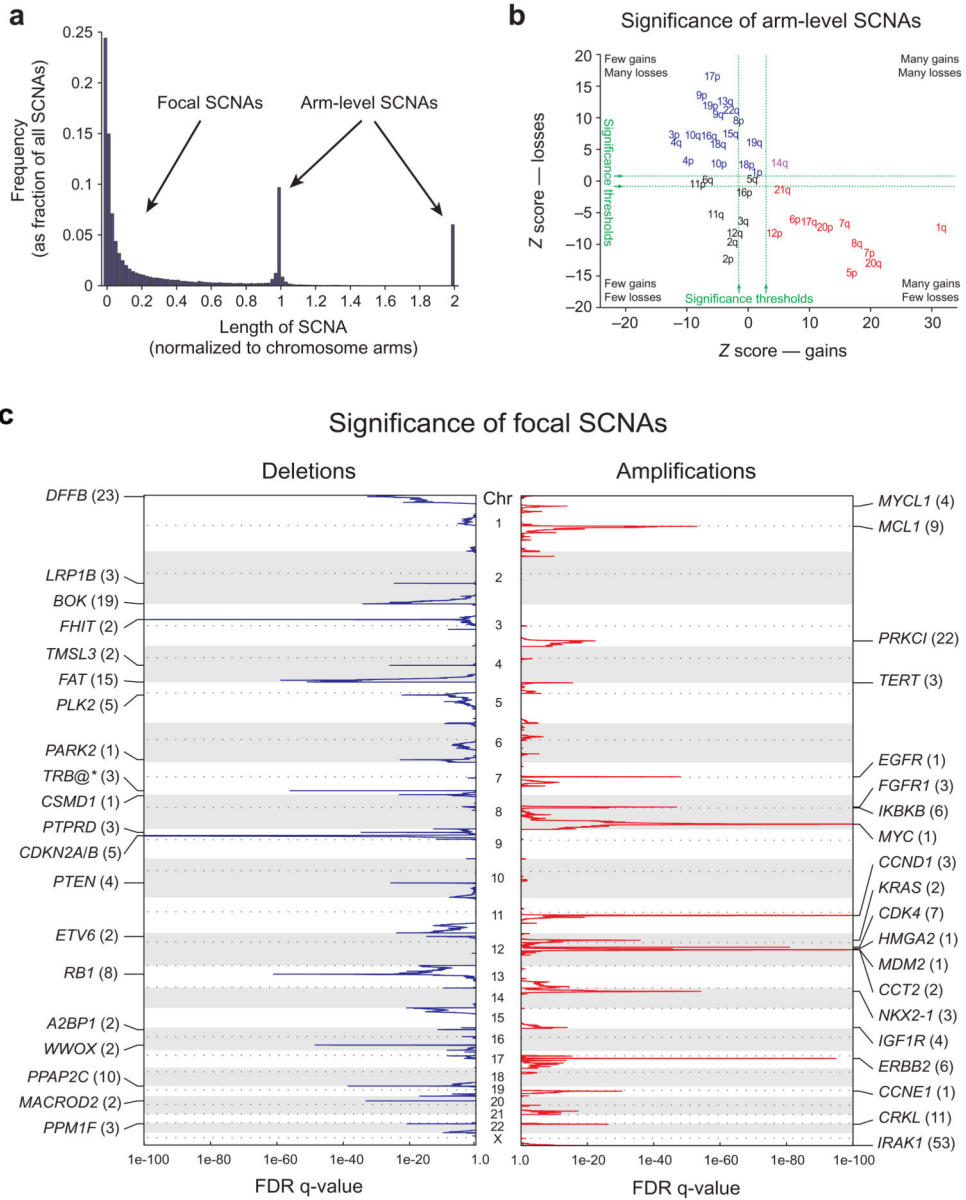 a
Frequency
(as fraction of all SCNAs)
0.25
0.2
0.15
0.1
0.05
0
Focal SCNAs
Arm-level SCNAs
0 0.2 0.6 1.0 1.4 1.8 2
Length of SCNA
(normalized to chromosome arms)
b
Significance of arm-level SCNAs
Few gains
Many losses
Many gains
Many losses
Z score — losses
Significance thresholds
20
15
10
5
0
−5
−10
−15
−20
17p
9p
13q
19p
22q
9q
8p
3p
10q
16q
15q
6q
18q
19q
4p
10p
18p
1p
14q
11p
6q
5q
16p
21q
11q
3q
6p
17q
20p
7q
1q
12q
12p
2q
8q
2p
7p
20q
5p
Few gains
Few losses
Significance thresholds
Many gains
Few losses
−20 −10 0 10 20 30
Z score — gains
c
Significance of focal SCNAs
Deletions
Amplifications
Chr
DFFB (23)
LRP1B (3)
BOK (19)
FHIT (2)
TMSL3 (2)
FAT (15)
PLK2 (5)
PARK2 (1)
TRB@* (3)
CSMD1 (1)
PTPRD (3)
CDKN2A/B (5)
PTEN (4)
ETV6 (2)
RB1 (8)
A2BP1 (2)
WWOX (2)
PPAP2C (10)
MACROD2 (2)
PPM1F (3)
1
2
3
4
5
6
7
8
9
10
11
12
13
14
15
16
17
18
19
20
21
22
X
MYCL1 (4)
MCL1 (9)
PRKCI (22)
TERT (3)
EGFR (1)
FGFR1 (3)
IKBKB (6)
MYC (1)
CCND1 (3)
KRAS (2)
CDK4 (7)
HMGA2 (1)
MDM2 (1)
CCT2 (2)
NKX2-1 (3)
IGF1R (4)
ERBB2 (6)
CCNE1 (1)
CRKL (11)
IRAK1 (53)
1e-100 1e-80 1e-60 1e-40 1e-20 1.0
FDR q-value
1.0 1e-20 1e-40 1e-60 1e-80 1e-100
FDR q-value